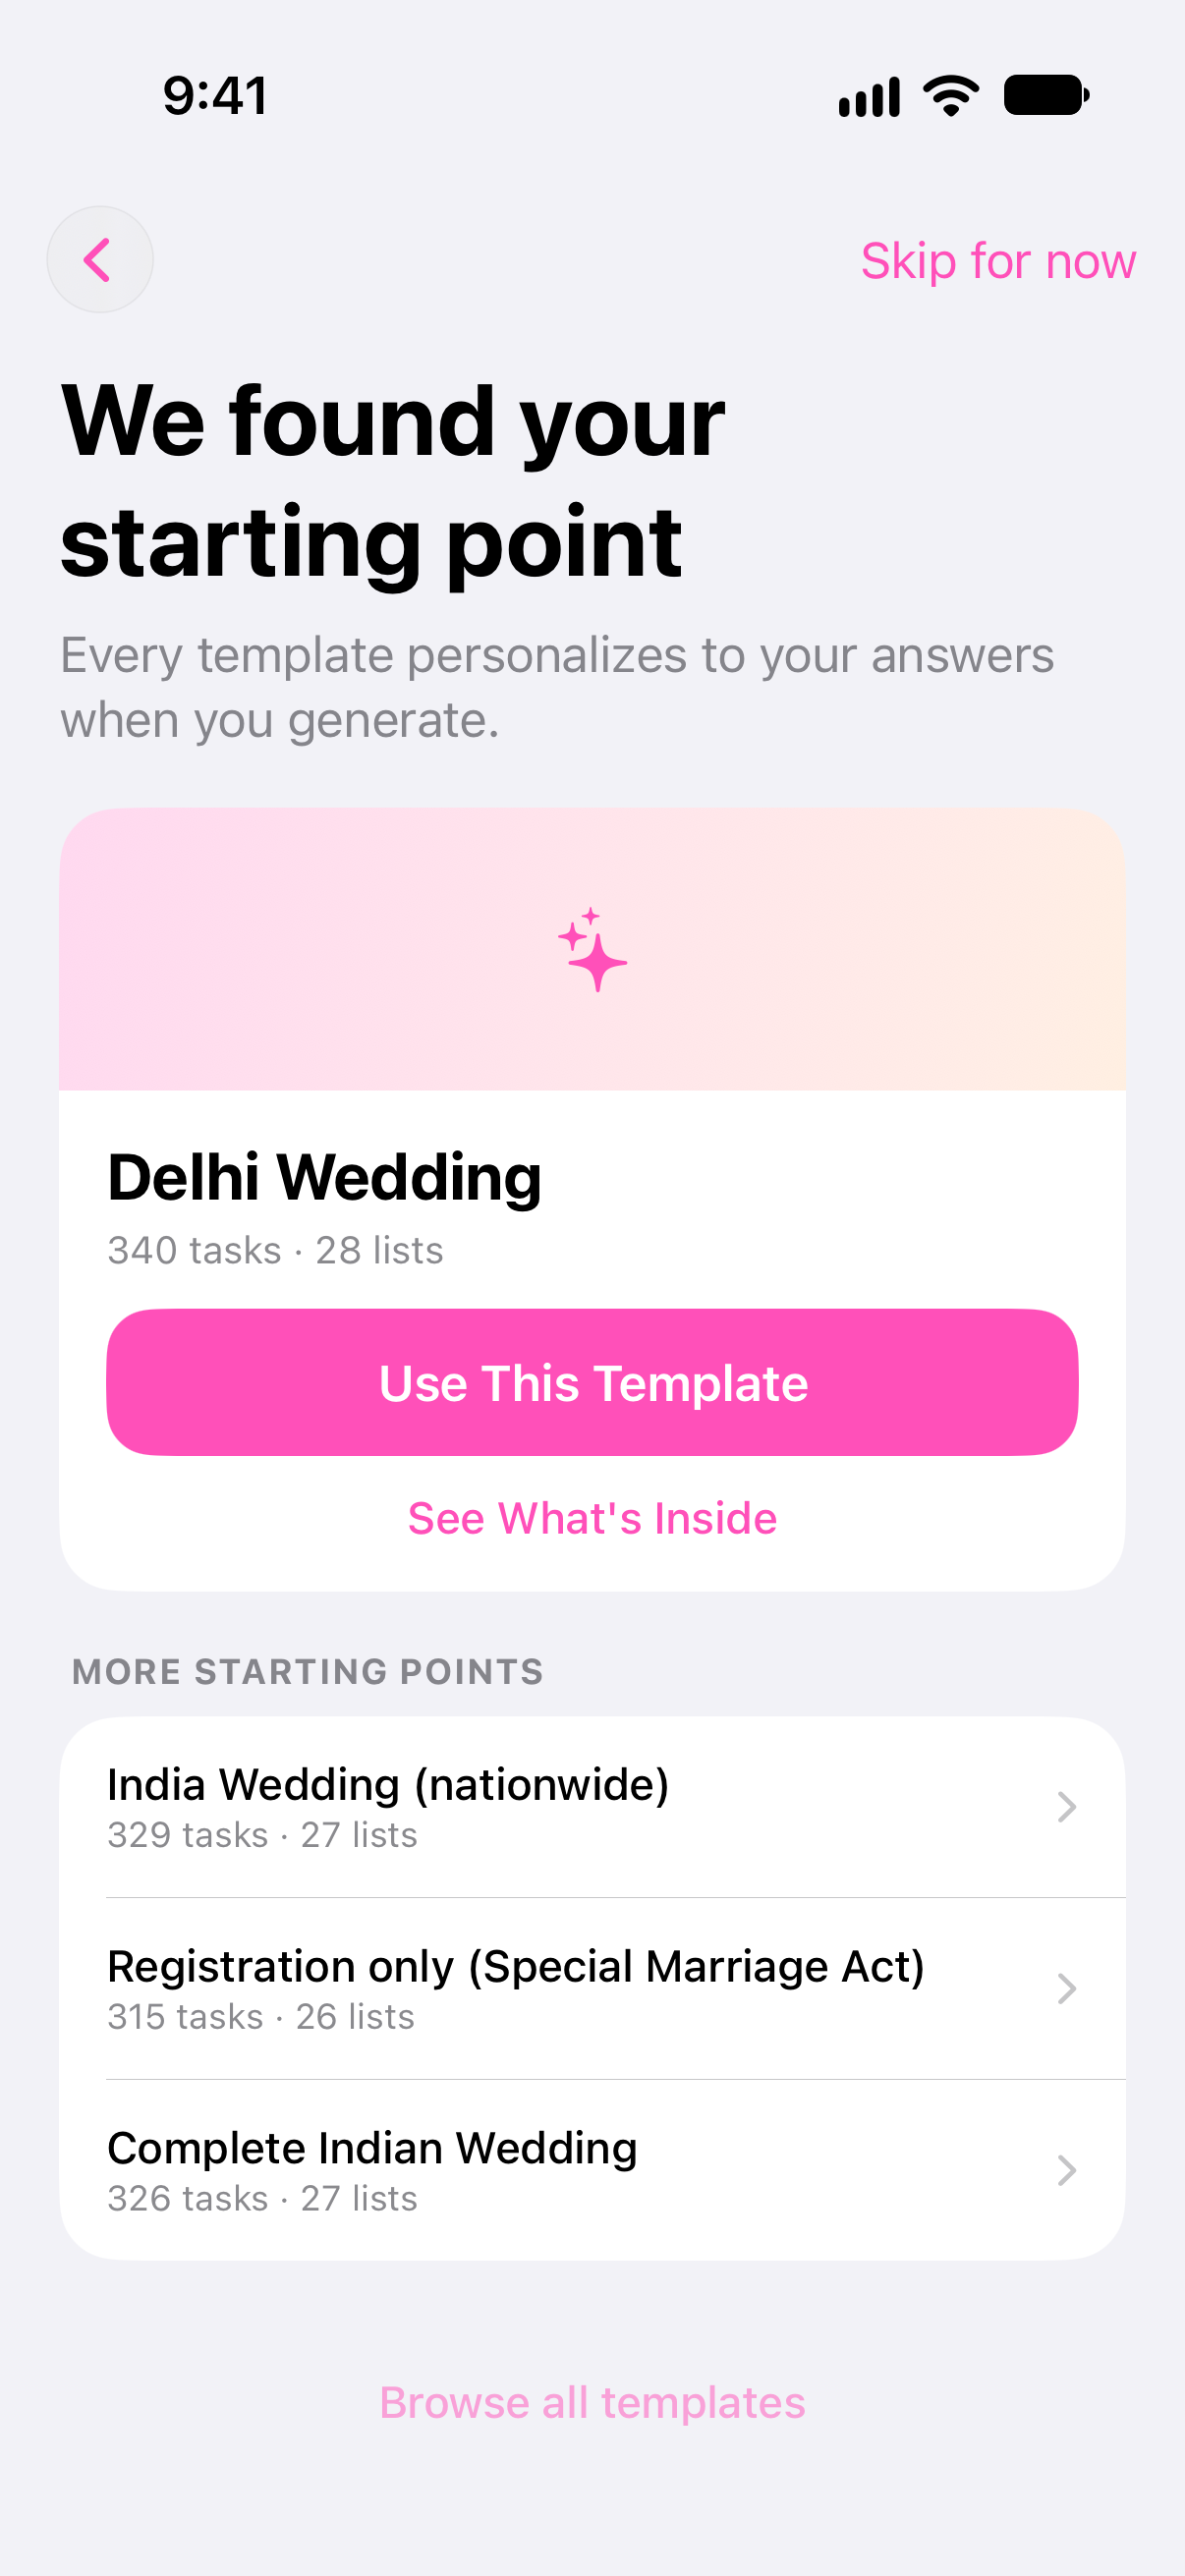 9:41
Skip for now
We found your
starting point
Every template personalizes to your answers
when you generate.
Delhi Wedding
340 tasks · 28 lists
Use This Template
See What's Inside
MORE STARTING POINTS
India Wedding (nationwide)
329 tasks · 27 lists
Registration only (Special Marriage Act)
315 tasks · 26 lists
Complete Indian Wedding
326 tasks · 27 lists
Browse all templates